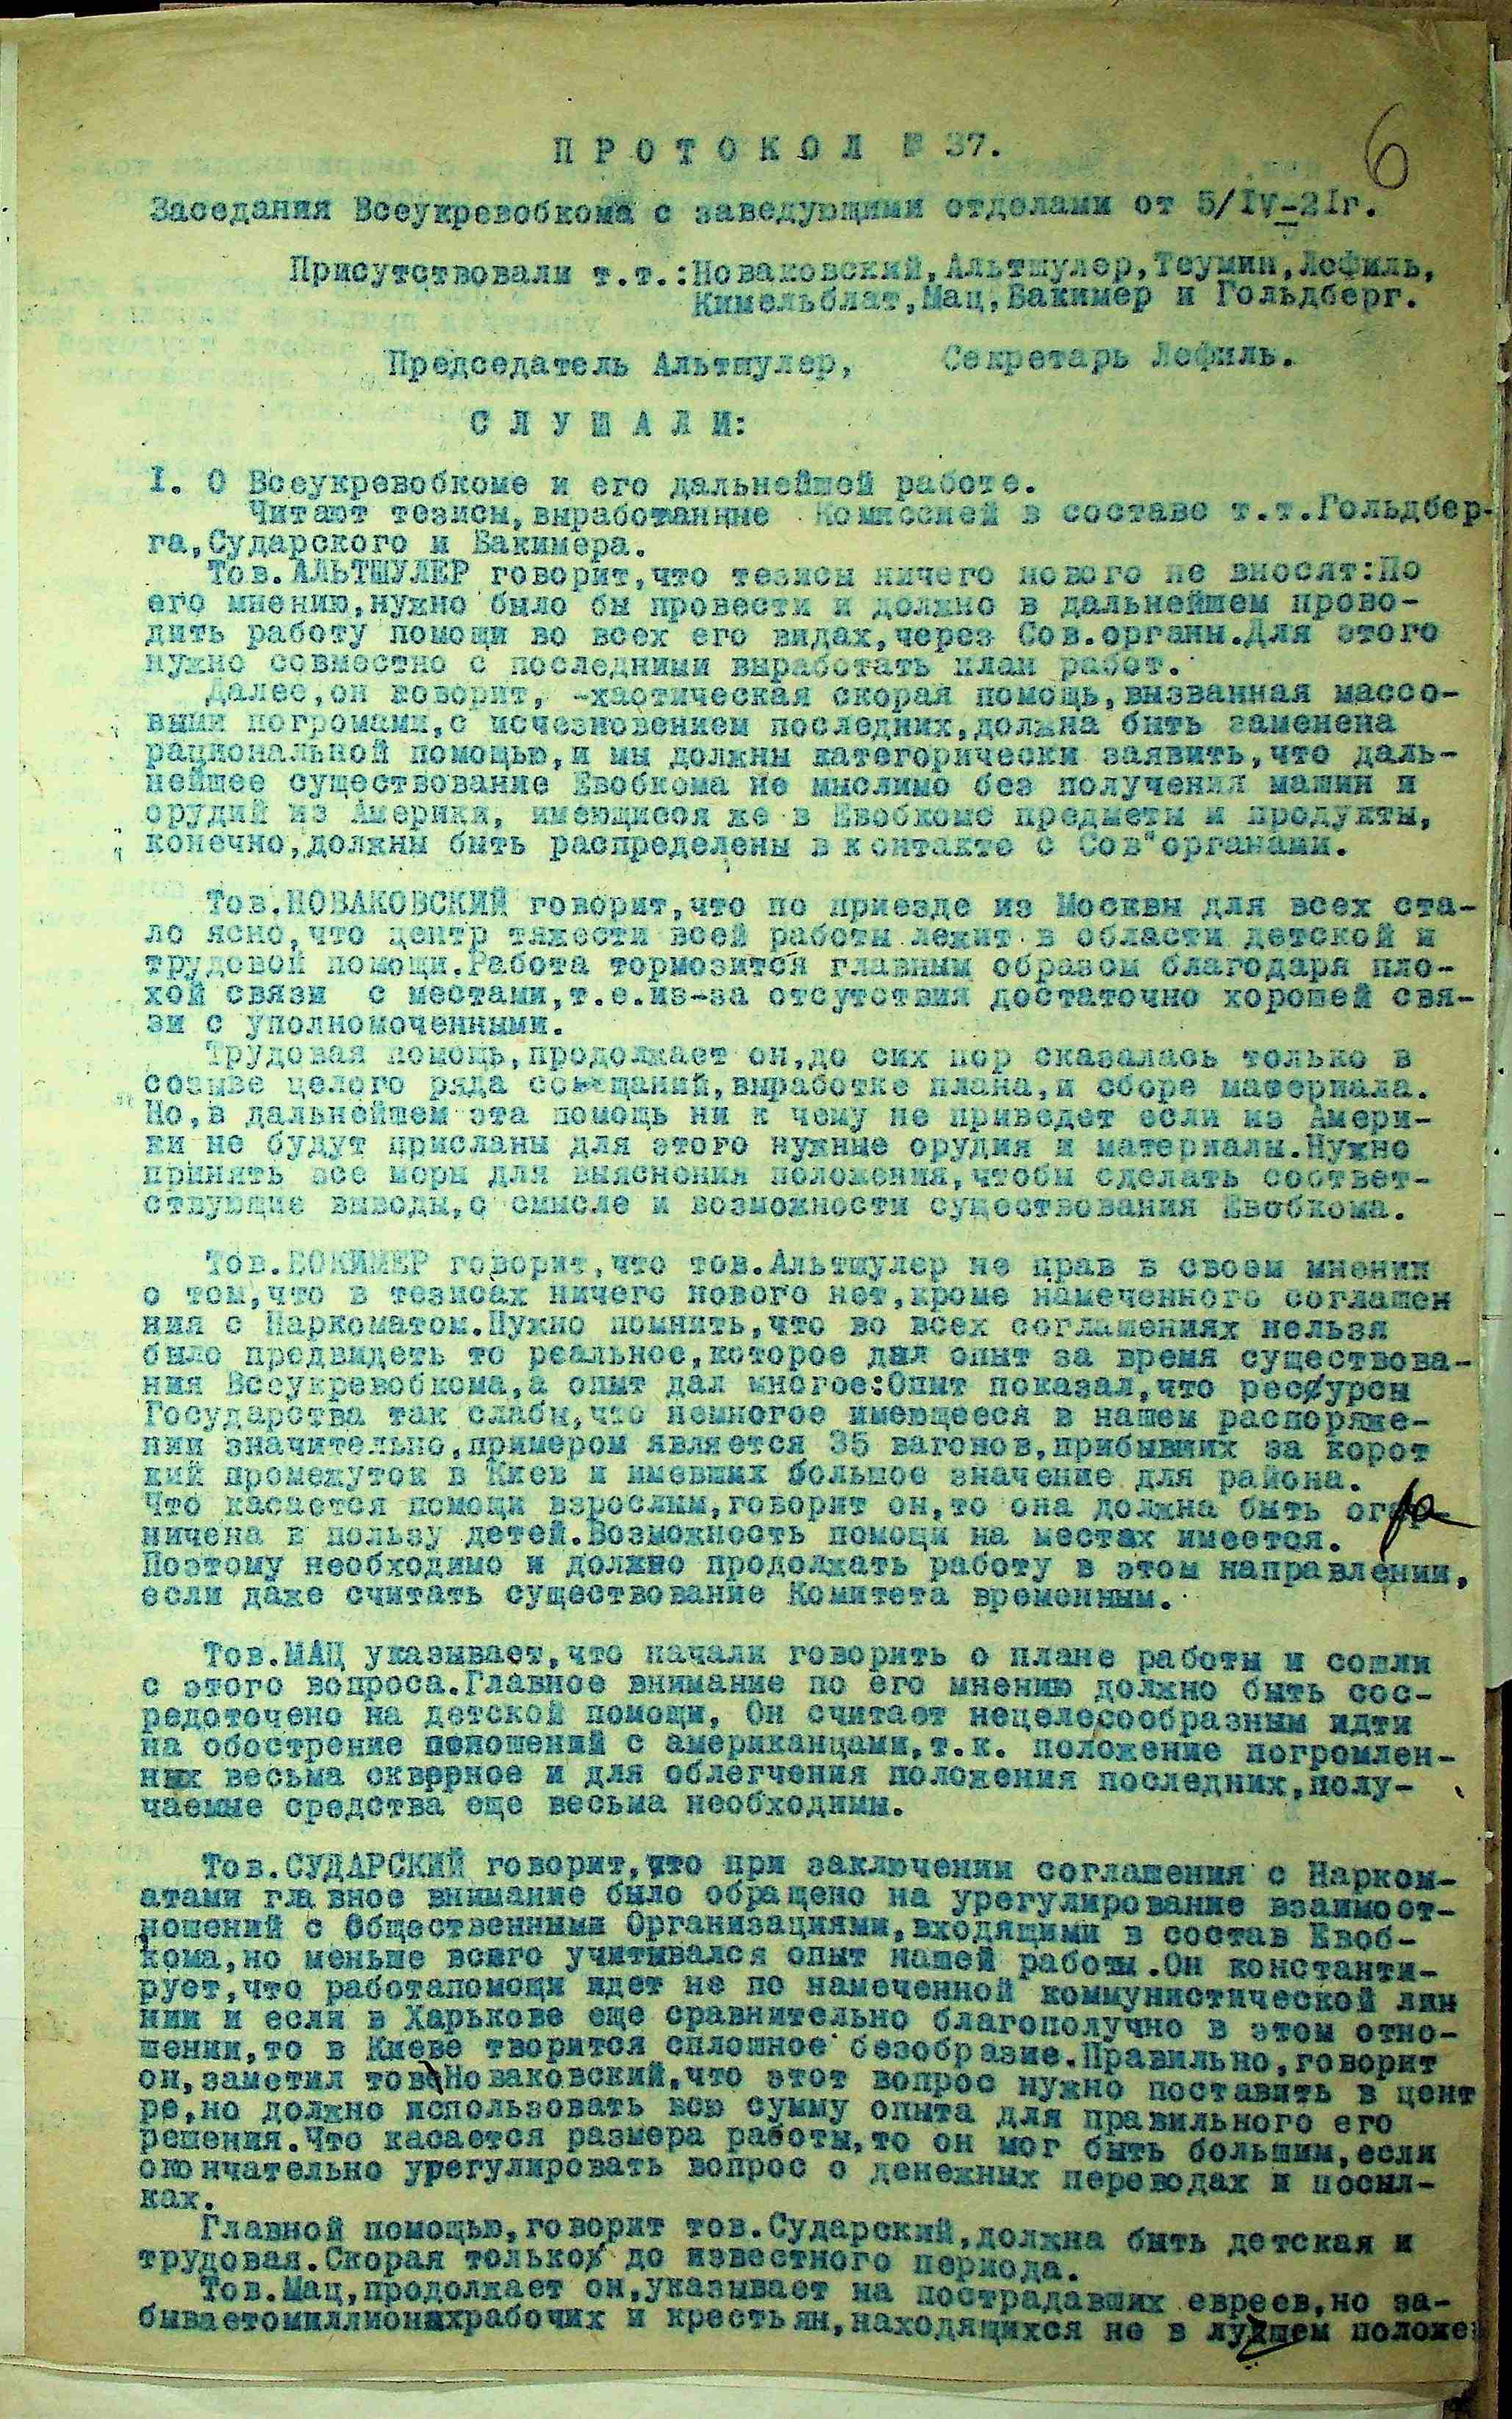 6
П Р О Т О К О Л № 37.
Заседания Всеукревобкома с заведующими отделами от 5/IV-21г.
Присутствовали т.т.:Новаковский,Альтшулер,Теумин,Лефиль,
Кимельблат,Мац,Бакимер и Гольдберг.
Председатель Альтшулер, Секретарь Лефиль.
С Л У Ш А Л И:
I. О Всеукревобкоме и его дальнейшей работе.
Читают тезисы,выработанные Комиссией в составе т.т.Гольдбер-
га,Сударского и Бакимера.
Тов.АЛЬТШУЛЕР говорит,что тезисы ничего нового не вносят:По
его мнению,нужно было бы провести и должно в дальнейшем прово-
дить работу помощи во всех его видах,через Сов.органы.Для этого
нужно совместно с последними выработать план работ.
Далее,он говорит, -хаотическая скорая помощь,вызванная массо-
выми погромами,с исчезновением последних,должна быть заменена
рациональной помощью,и мы должны категорически заявить,что даль-
нейшее существование Евобкома не мыслимо без получения машин и
орудий из Америки, имеющиеся же в Евобкоме предметы и продукты,
конечно,должны быть распределены в контакте с Сов"органами.
Тов.НОВАКОВСКИЙ говорит,что по приезде из Москвы для всех ста-
ло ясно,что центр тяжести всей работы лежит в области детской и
трудовой помощи.Работа тормозится главным образом благодаря пло-
хой связи с местами,т.е.из-за отсутствия достаточно хорошей свя-
зи с уполномоченными.
Трудовая помощь,продолжает он,до сих пор сказалась только в
созыве целого ряда совещаний,выработке плана,и сборе материала.
Но,в дальнейшем эта помощь ни к чему не приведет если из Амери-
ки не будут присланы для этого нужные орудия и материалы.Нужно
принять все меры для выяснения положения,чтобы сделать соответ-
ствующие выводы,о смысле и возможности существования Евобкома.
Тов.БОКИМЕР говорит,что тов.Альтшулер не прав в своем мнении
о том,что в тезисах ничего нового нет,кроме намеченного соглашен
ния с Наркоматом.Нужно помнить,что во всех соглашениях нельзя
было предвидеть то реальное,которое дал опыт за время существова-
ния Всеукревобкома,а опыт дал многое:Опыт показал,что ресурсы
Государства так слабы,что немногое имеющееся в нашем распоряже-
нии значительно,примером является 35 вагонов,прибывших за корот
кий промежуток в Киев и имевших большое значение для района.
Что касается помощи взрослым,говорит он,то она должна быть огра-
ничена в пользу детей.Возможность помощи на местах имеется.
Поэтому необходимо и должно продолжать работу в этом направлении,
если даже считать существование Комитета временным.
Тов.МАЦ указывает,что начали говорить о плане работы и сошли
с этого вопроса.Главное внимание по его мнению должно быть сос-
редоточено на детской помощи, Он считает нецелесообразным идти
на обострение с американцами,т.к. положение погромлен-
ных весьма скверное и для облегчения положения последних,полу-
чаемые средства еще весьма необходимы.
Тов.СУДАРСКИЙ говорит,что при заключении соглашения с Нарком-
атами главное внимание было обращено на урегулирование взаимоот-
ношений с Общественными Организациями,входящими в состав Евоб-
кома,но меньше всего учитывался опыт нашей работы.Он константи-
рует,что работапомощи идет не по намеченной коммунистической лин
нии и если в Харькове еще сравнительно благополучно в этом отно-
шении,то в Киеве творится сплошное безобразие.Правильно,говорит
он,заметил тов.Новаковский,что этот вопрос нужно поставить в цент
ре,но должно использовать всю сумму опыта для правильного его
решения.Что касается размера работы,то он мог быть большим,если
окончательно урегулировать вопрос о денежных переводах и посыл-
ках.
Главной помощью,говорит тов.Сударский,должна быть детская и
трудовая.Скорая только до известного периода.
Тов.Мац,продолжает он,указывает на пострадавших евреев,но за-
бываетомиллионахрабочих и крестьян,находящихся не в лучшем положе